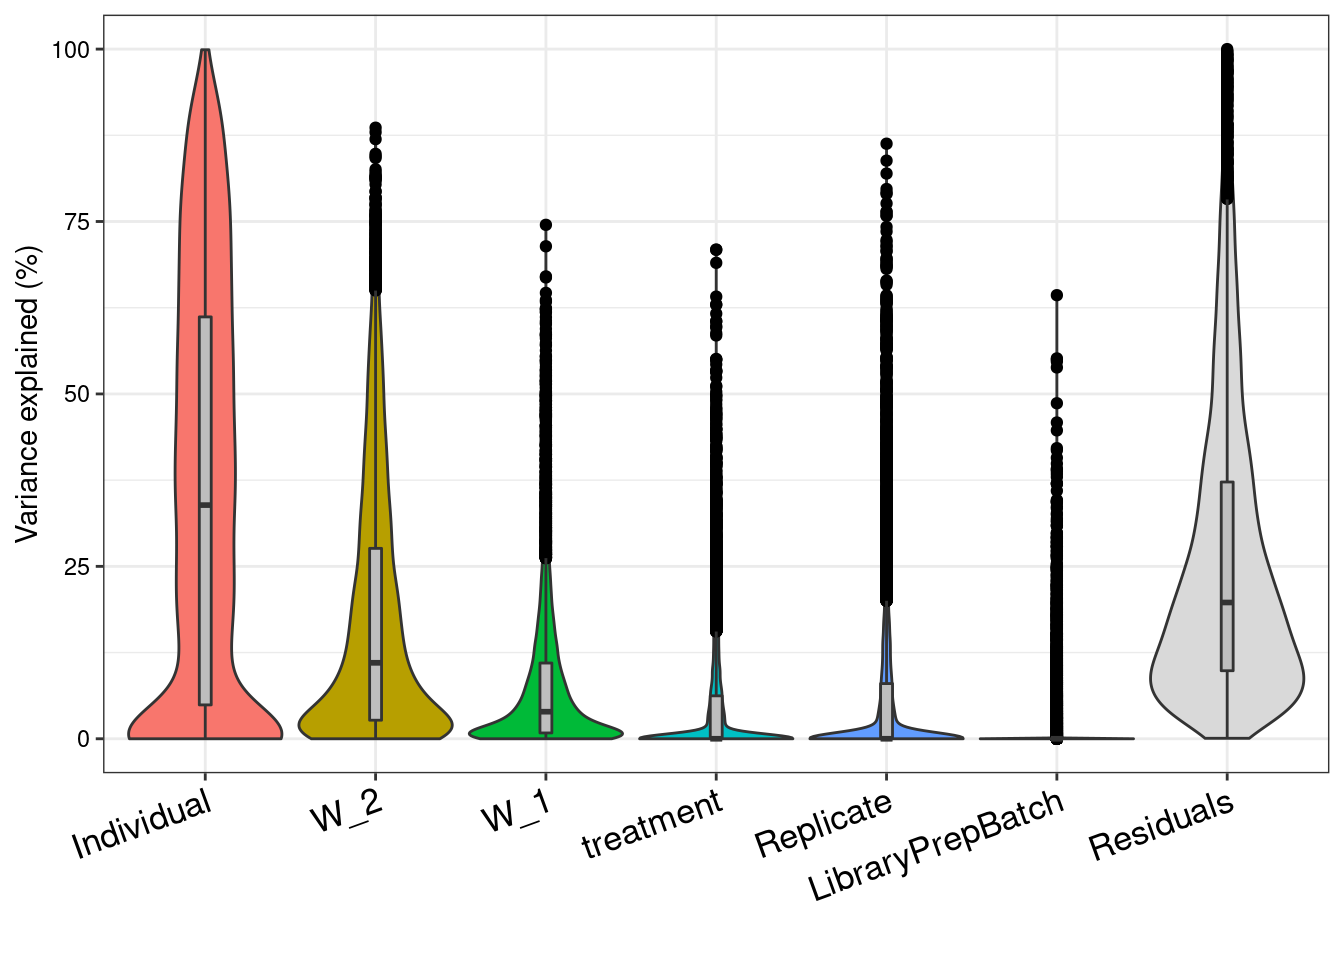 Variance explained (%)
100
75
50
25
0
Individual
W_2
W_1
treatment
Replicate
LibraryPrepBatch
Residuals